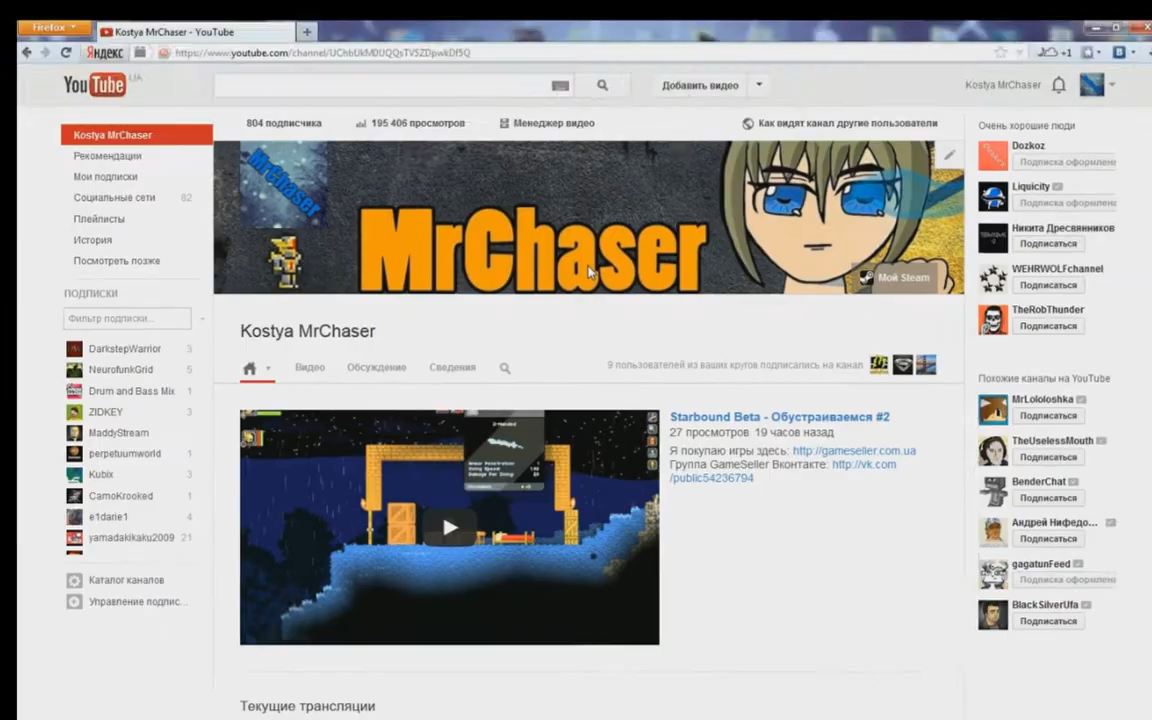 Firefox
Kostya MrChaser - YouTube
Яндекс
https://www.youtube.com/channel/UChbUkM0UQQsTV5ZDpwkDf5Q
+1
YouTube UA
Добавить видео
Kostya MrChaser
Kostya MrChaser
Рекомендации
Мои подписки
Социальные сети 82
Плейлисты
История
Посмотреть позже
ПОДПИСКИ
Фильтр подписки...
DarkstepWarrior 3
NeurofunkGrid 5
Drum and Bass Mix 1
ZIDKEY 3
MaddyStream 3
perpetuumworld 1
Kubix 3
CamoKrooked 1
e1darie1 4
yamadakikaku2009 21
Каталог каналов
Управление подпис...
804 подписчика
195 406 просмотров
Менеджер видео
Как видят канал другие пользователи
MrChaser
MrChaser
Мой Steam
Kostya MrChaser
Видео
Обсуждение
Сведения
9 пользователей из ваших кругов подписались на канал
Starbound Beta - Обустраиваемся #2
27 просмотров 19 часов назад
Я покупаю игры здесь: http://gameseller.com.ua
Группа GameSeller Вконтакте: http://vk.com
/public54236794
Текущие трансляции
Очень хорошие люди
Dozkoz
Подписка оформлена
Liquicity
Подписка оформлена
Никита Дресвянников
Подписаться
WEHRWOLFchannel
Подписаться
TheRobThunder
Подписаться
Похожие каналы на YouTube
MrLololoshka
Подписаться
TheUselessMouth
Подписаться
BenderChat
Подписаться
Андрей Нифедо...
Подписаться
gagatunFeed
Подписка оформлена
BlackSilverUfa
Подписаться